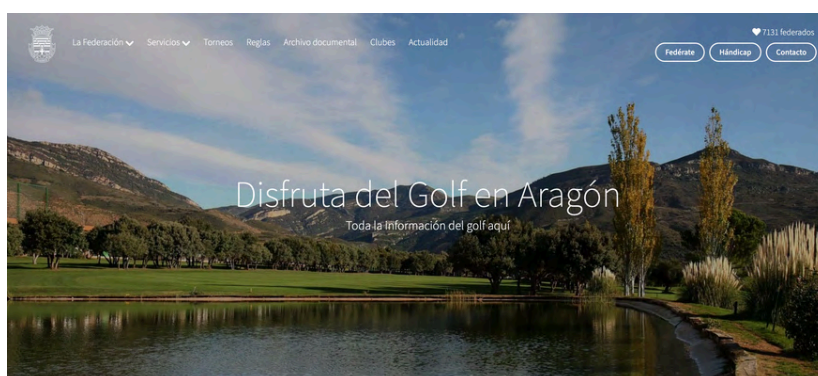 La Federación Servicios Torneos Reglas Archivo documental Clubes Actualidad
7131 federados
Fedérate Hándicap Contacto
Disfruta del Golf en Aragón
Toda la información del golf aquí